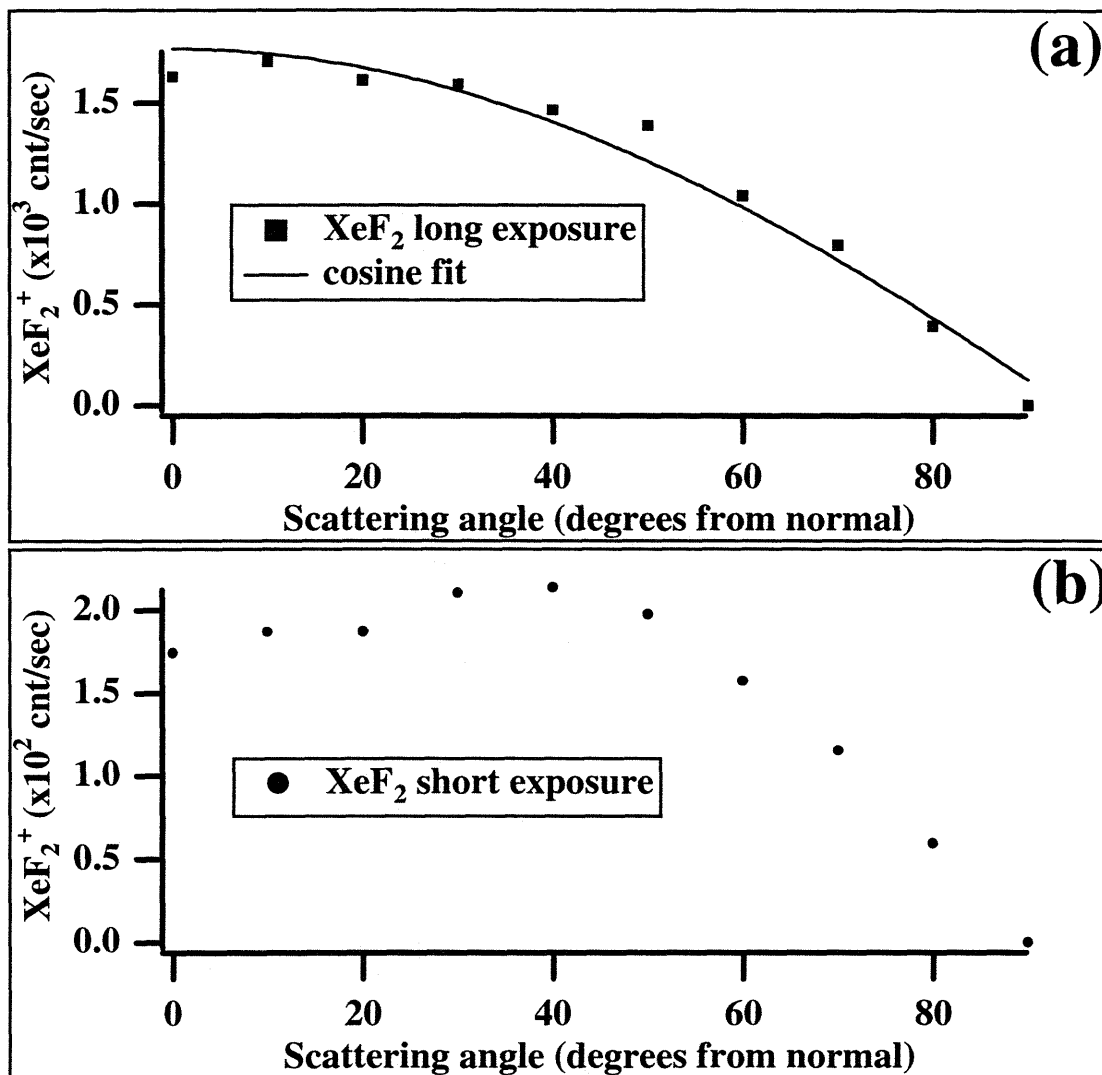 (a)
XeF₂⁺ (x10³ cnt/sec)
1.5
1.0
0.5
0.0
XeF₂ long exposure
cosine fit
0 20 40 60 80
Scattering angle (degrees from normal)
(b)
XeF₂⁺ (x10² cnt/sec)
2.0
1.5
1.0
0.5
0.0
XeF₂ short exposure
0 20 40 60 80
Scattering angle (degrees from normal)